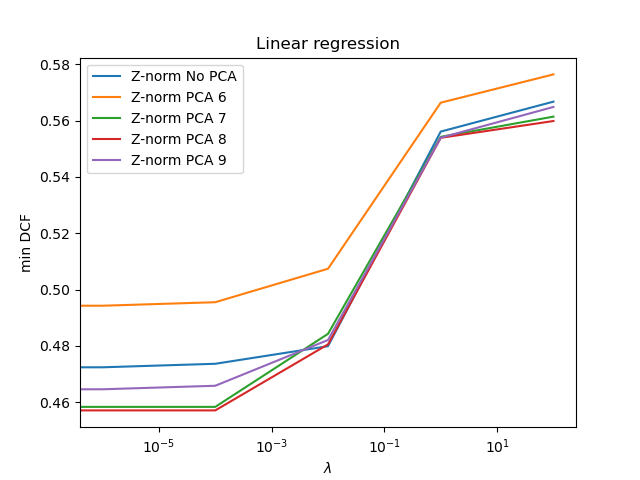 Linear regression
Z-norm No PCA
Z-norm PCA 6
Z-norm PCA 7
Z-norm PCA 8
Z-norm PCA 9
min DCF
0.58
0.56
0.54
0.52
0.50
0.48
0.46
10⁻⁵ 10⁻³ 10⁻¹ 10¹
λ